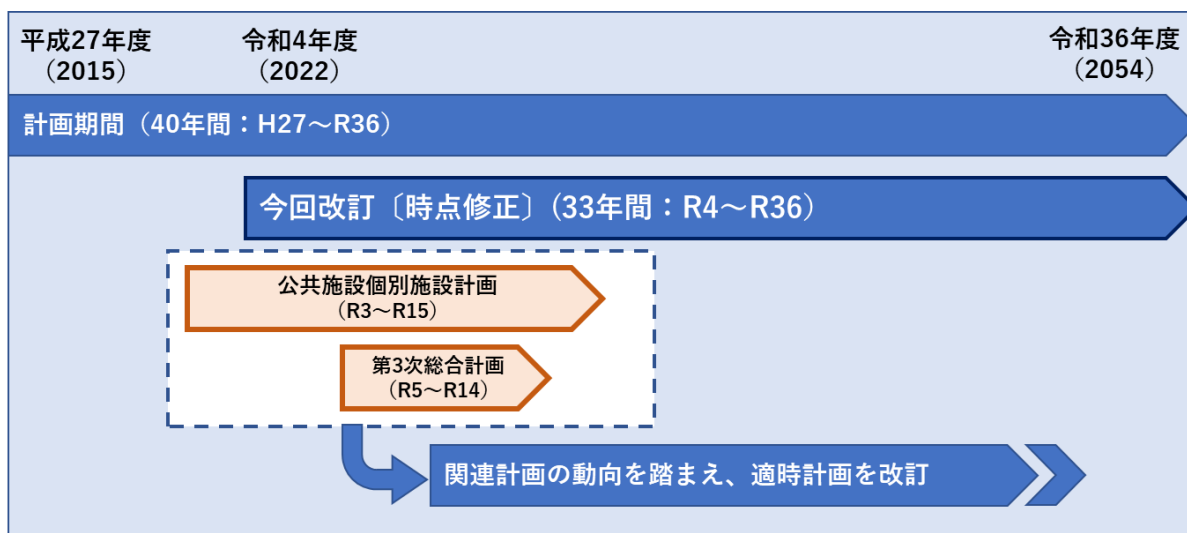 平成27年度
（2015）
令和4年度
（2022）
令和36年度
（2054）
計画期間（40年間：H27～R36）
今回改訂〔時点修正〕（33年間：R4～R36）
公共施設個別施設計画
（R3～R15）
第3次総合計画
（R5～R14）
関連計画の動向を踏まえ、適時計画を改訂